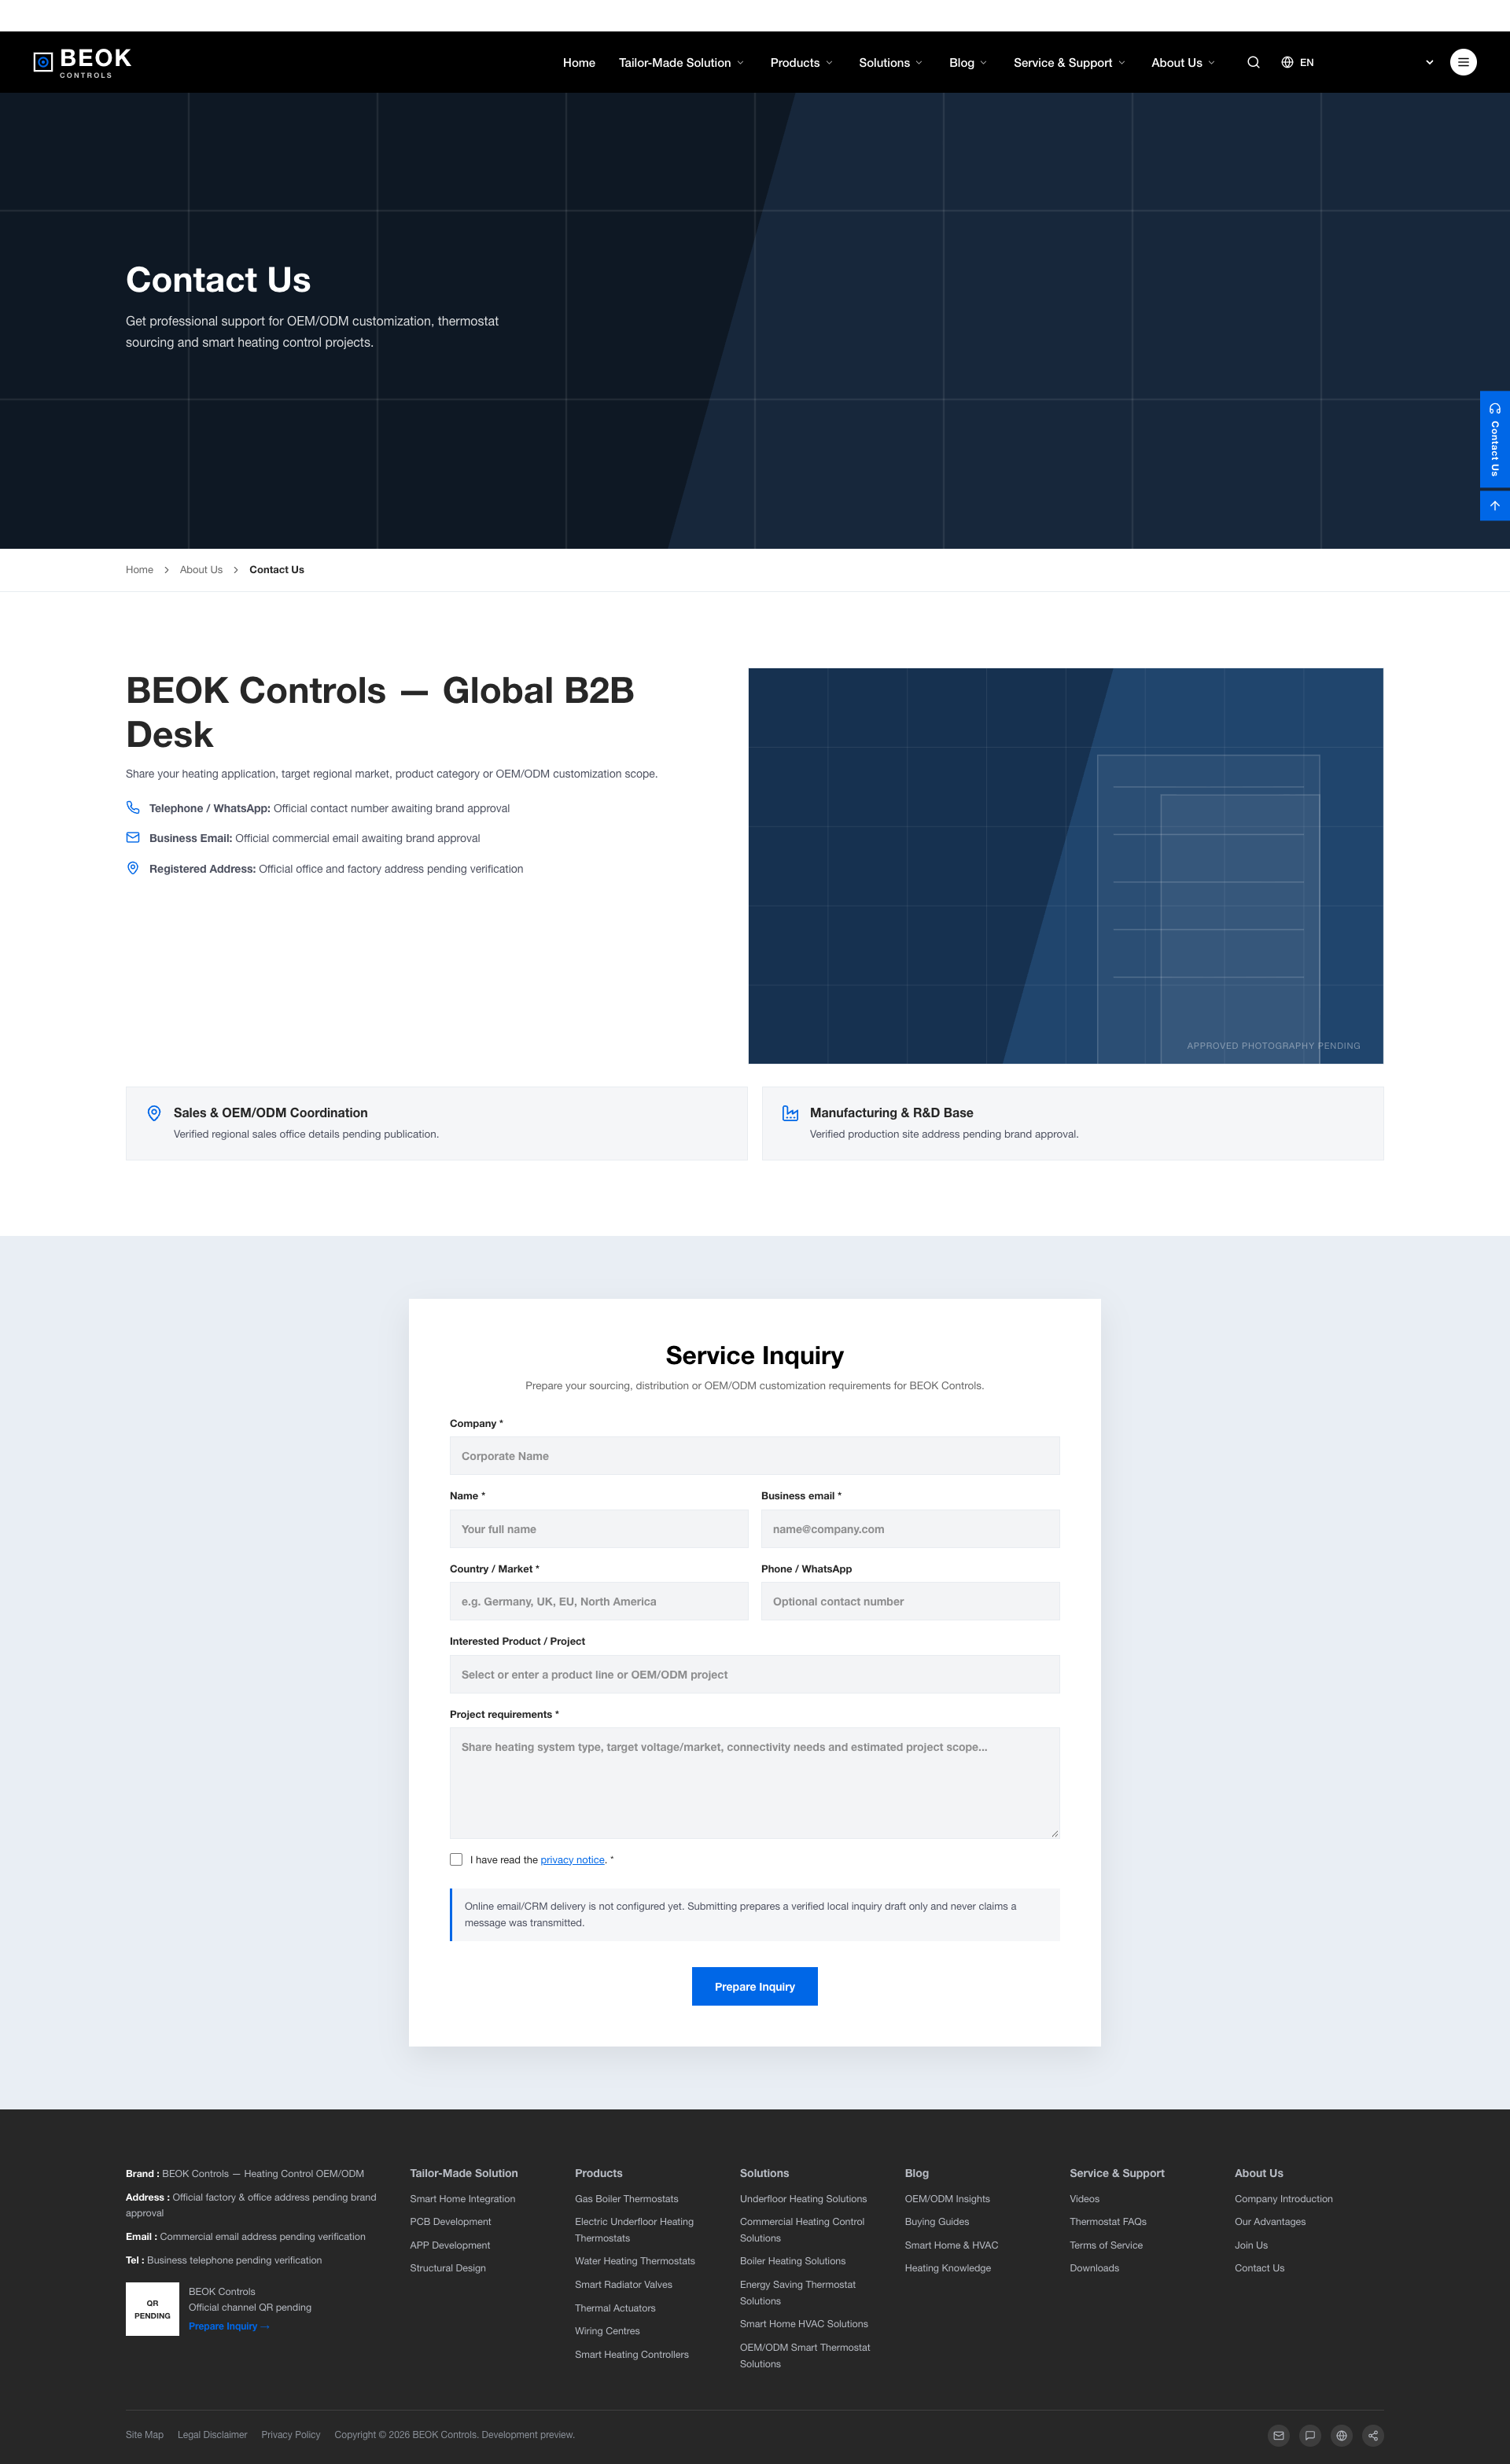 BEOK
CONTROLS
Home
Tailor-Made Solution
Products
Solutions
Blog
Service & Support
About Us
EN
Contact Us
Get professional support for OEM/ODM customization, thermostat
sourcing and smart heating control projects.
Contact Us
Home
About Us
Contact Us
BEOK Controls — Global B2B
Desk
Share your heating application, target regional market, product category or OEM/ODM customization scope.
Telephone / WhatsApp: Official contact number awaiting brand approval
Business Email: Official commercial email awaiting brand approval
Registered Address: Official office and factory address pending verification
APPROVED PHOTOGRAPHY PENDING
Sales & OEM/ODM Coordination
Verified regional sales office details pending publication.
Manufacturing & R&D Base
Verified production site address pending brand approval.
Service Inquiry
Prepare your sourcing, distribution or OEM/ODM customization requirements for BEOK Controls.
Company *
Corporate Name
Name *
Business email *
Your full name
name@company.com
Country / Market *
Phone / WhatsApp
e.g. Germany, UK, EU, North America
Optional contact number
Interested Product / Project
Select or enter a product line or OEM/ODM project
Project requirements *
Share heating system type, target voltage/market, connectivity needs and estimated project scope...
I have read the privacy notice. *
Online email/CRM delivery is not configured yet. Submitting prepares a verified local inquiry draft only and never claims a
message was transmitted.
Prepare Inquiry
Brand : BEOK Controls — Heating Control OEM/ODM
Address : Official factory & office address pending brand
approval
Email : Commercial email address pending verification
Tel : Business telephone pending verification
QR
PENDING
BEOK Controls
Official channel QR pending
Prepare Inquiry →
Tailor-Made Solution
Smart Home Integration
PCB Development
APP Development
Structural Design
Products
Gas Boiler Thermostats
Electric Underfloor Heating
Thermostats
Water Heating Thermostats
Smart Radiator Valves
Thermal Actuators
Wiring Centres
Smart Heating Controllers
Solutions
Underfloor Heating Solutions
Commercial Heating Control
Solutions
Boiler Heating Solutions
Energy Saving Thermostat
Solutions
Smart Home HVAC Solutions
OEM/ODM Smart Thermostat
Solutions
Blog
OEM/ODM Insights
Buying Guides
Smart Home & HVAC
Heating Knowledge
Service & Support
Videos
Thermostat FAQs
Terms of Service
Downloads
About Us
Company Introduction
Our Advantages
Join Us
Contact Us
Site Map
Legal Disclaimer
Privacy Policy
Copyright © 2026 BEOK Controls. Development preview.